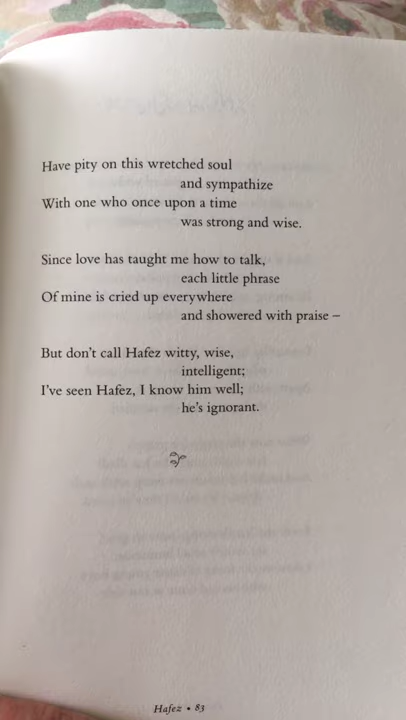 Have pity on this wretched soul
and sympathize
With one who once upon a time
was strong and wise.
Since love has taught me how to talk,
each little phrase
Of mine is cried up everywhere
and showered with praise –
But don't call Hafez witty, wise,
intelligent;
I've seen Hafez, I know him well;
he's ignorant.
Hafez • 83